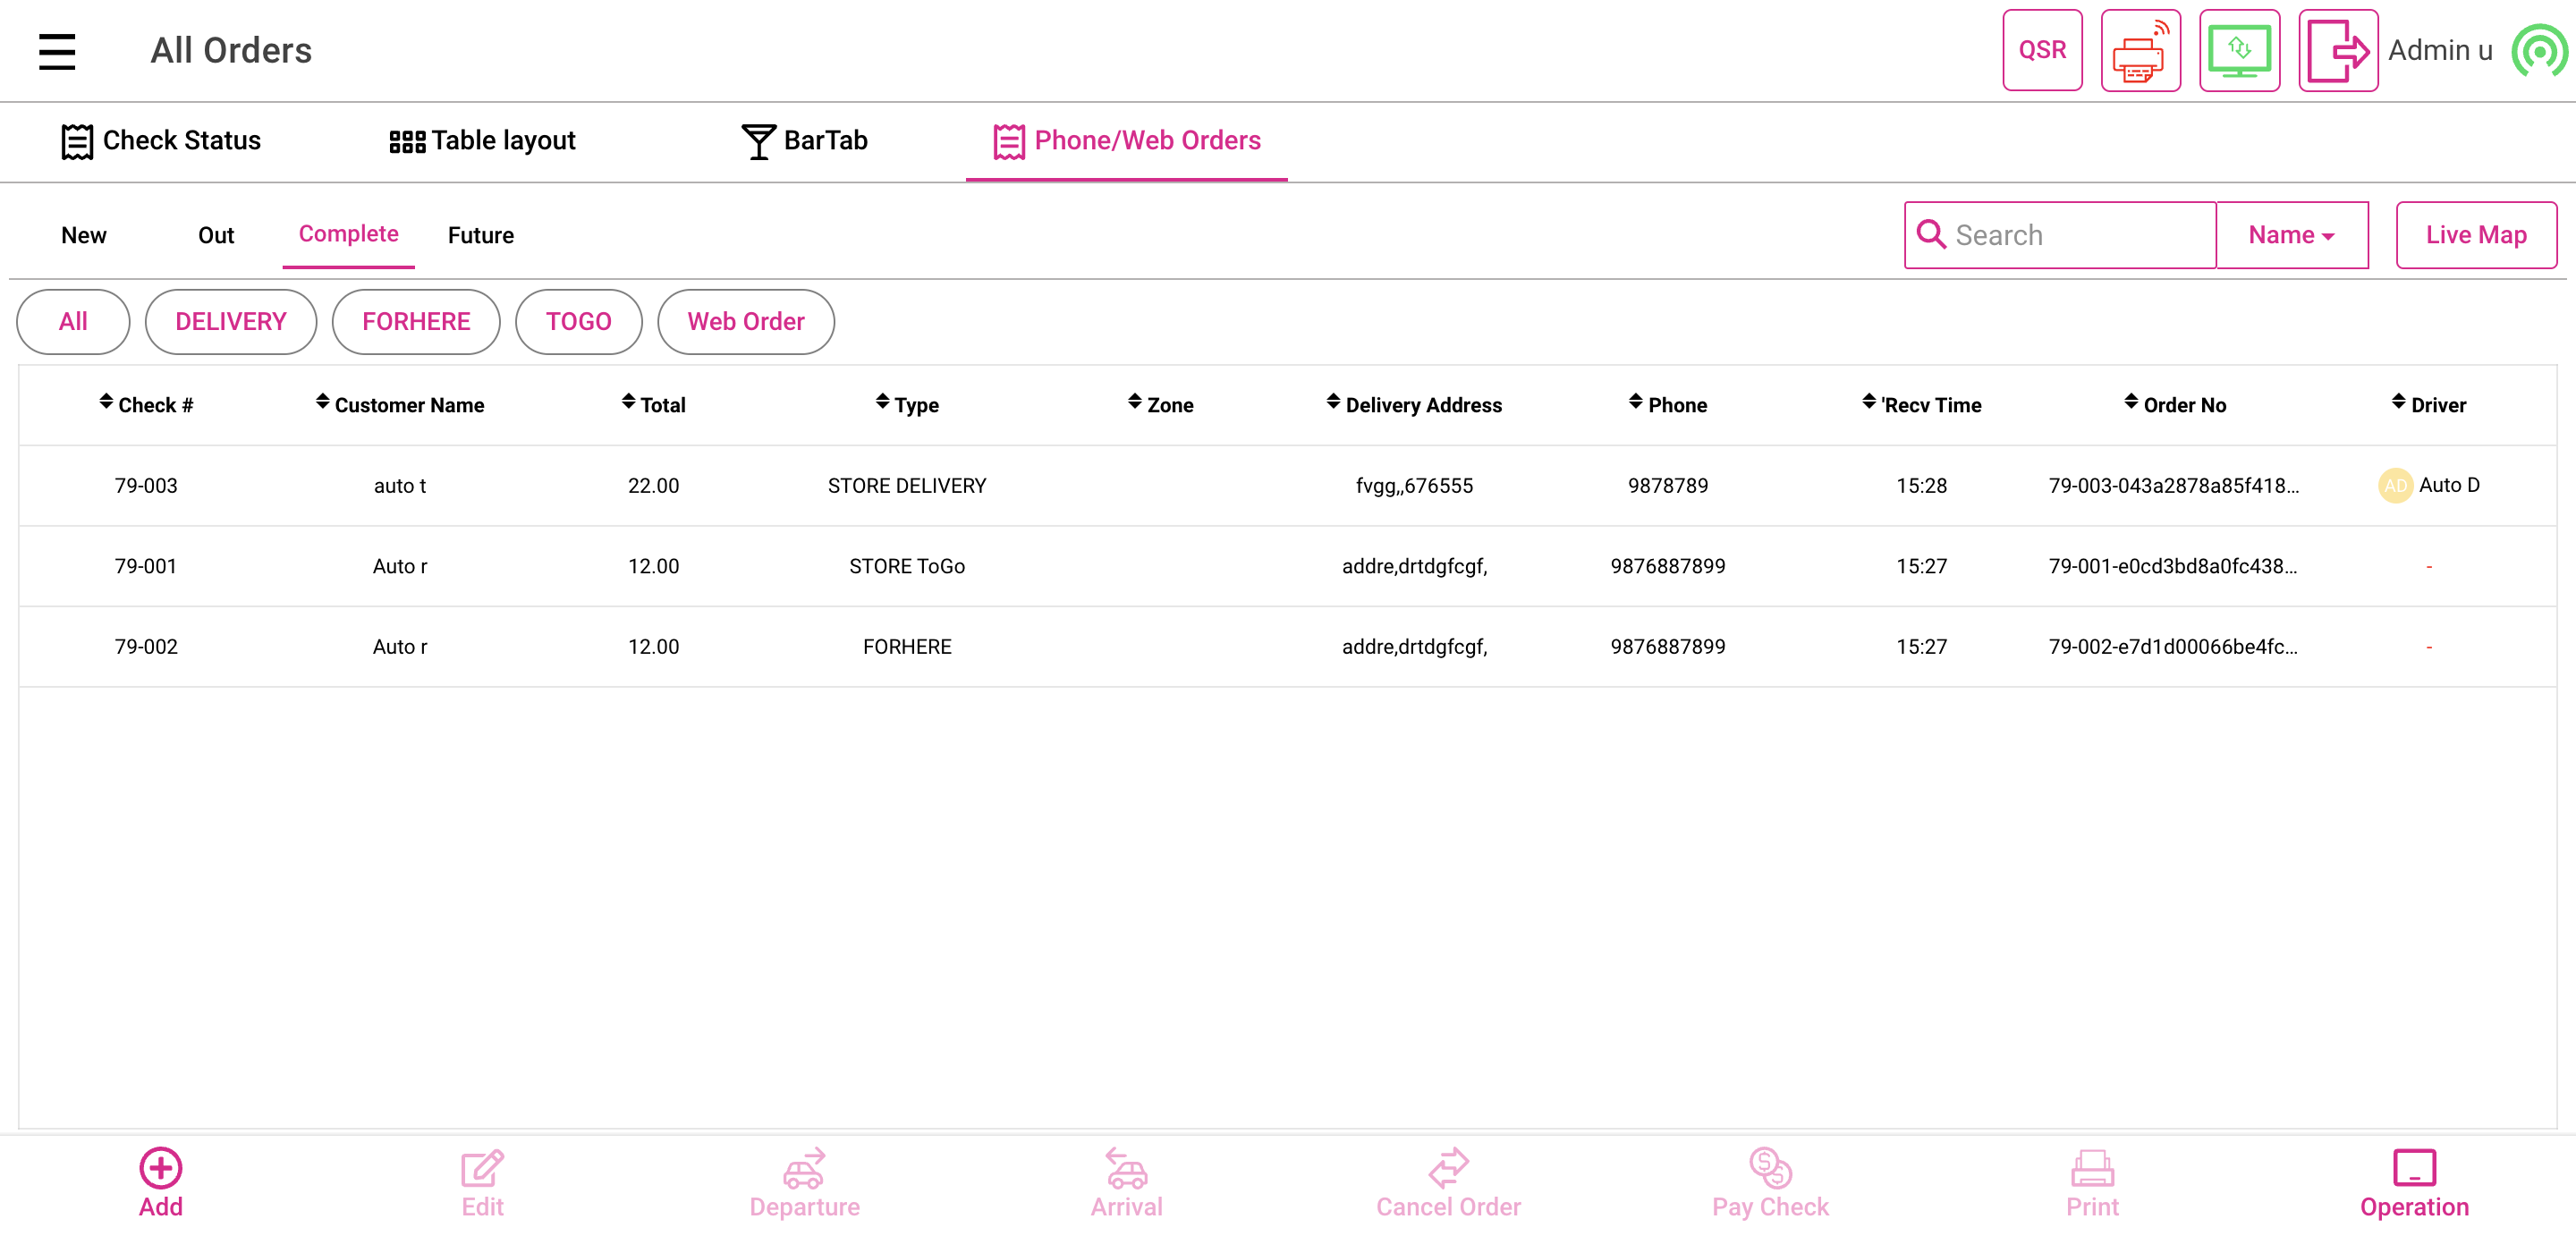 All Orders
QSR
Admin u
Check Status
Table layout
BarTab
Phone/Web Orders
New
Out
Complete
Future
Search
Name
Live Map
All
DELIVERY
FORHERE
TOGO
Web Order
Check # Customer Name Total Type Zone Delivery Address Phone 'Recv Time Order No Driver
79-003 auto t 22.00 STORE DELIVERY fvgg,,676555 9878789 15:28 79-003-043a2878a85f418... AD Auto D
79-001 Auto r 12.00 STORE ToGo addre,drtdgfcgf, 9876887899 15:27 79-001-e0cd3bd8a0fc438... -
79-002 Auto r 12.00 FORHERE addre,drtdgfcgf, 9876887899 15:27 79-002-e7d1d00066be4fc... -
Add
Edit
Departure
Arrival
Cancel Order
Pay Check
Print
Operation